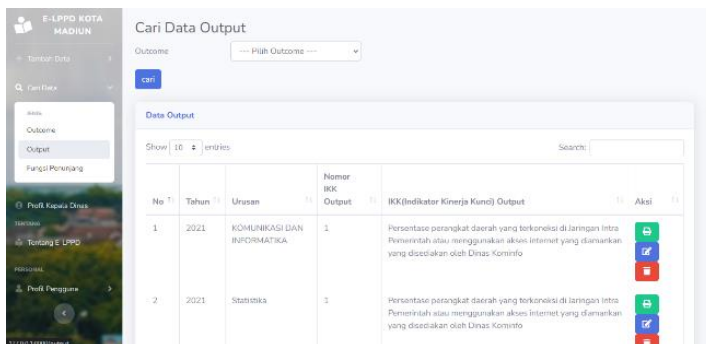 E-LPPD KOTA
MADIUN
Tambah Data
Cari Data
Outcome
Output
Fungsi Penunjang
Profil Kepala Dinas
TENTANG
Tentang E-LPPD
PERSONAL
Profil Pengguna
Cari Data Output
Outcome
--- Pilih Outcome ---
cari
Data Output
Show 10 entries
Search:
No
Tahun
Urusan
Nomor
IKK
Output
IKK(Indikator Kinerja Kunci) Output
Aksi
1
2021
KOMUNIKASI DAN
INFORMATIKA
1
Persentase perangkat daerah yang terkoneksi di Jaringan Intra
Pemerintah atau menggunakan akses internet yang diamankan
yang disediakan oleh Dinas Kominfo
2
2021
Statistika
1
Persentase perangkat daerah yang terkoneksi di Jaringan Intra
Pemerintah atau menggunakan akses internet yang diamankan
yang disediakan oleh Dinas Kominfo